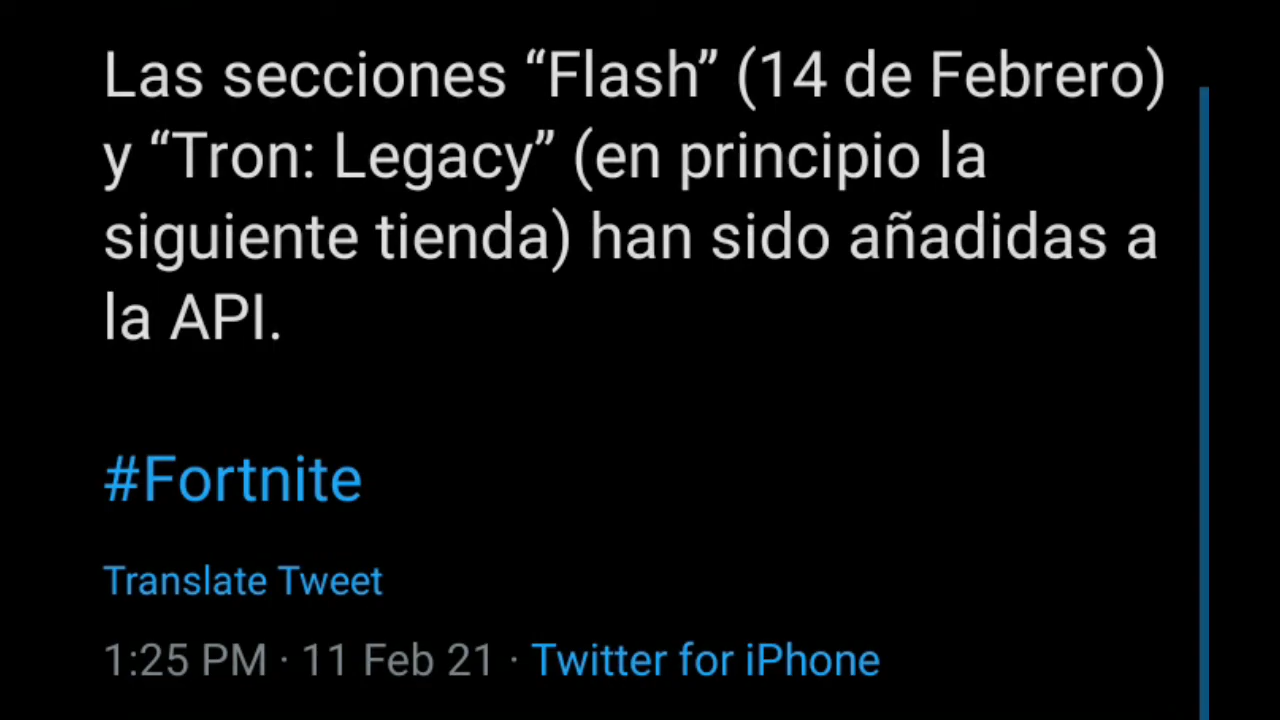 Las secciones “Flash” (14 de Febrero)
y “Tron: Legacy” (en principio la
siguiente tienda) han sido añadidas a
la API.
#Fortnite
Translate Tweet
1:25 PM · 11 Feb 21 · Twitter for iPhone